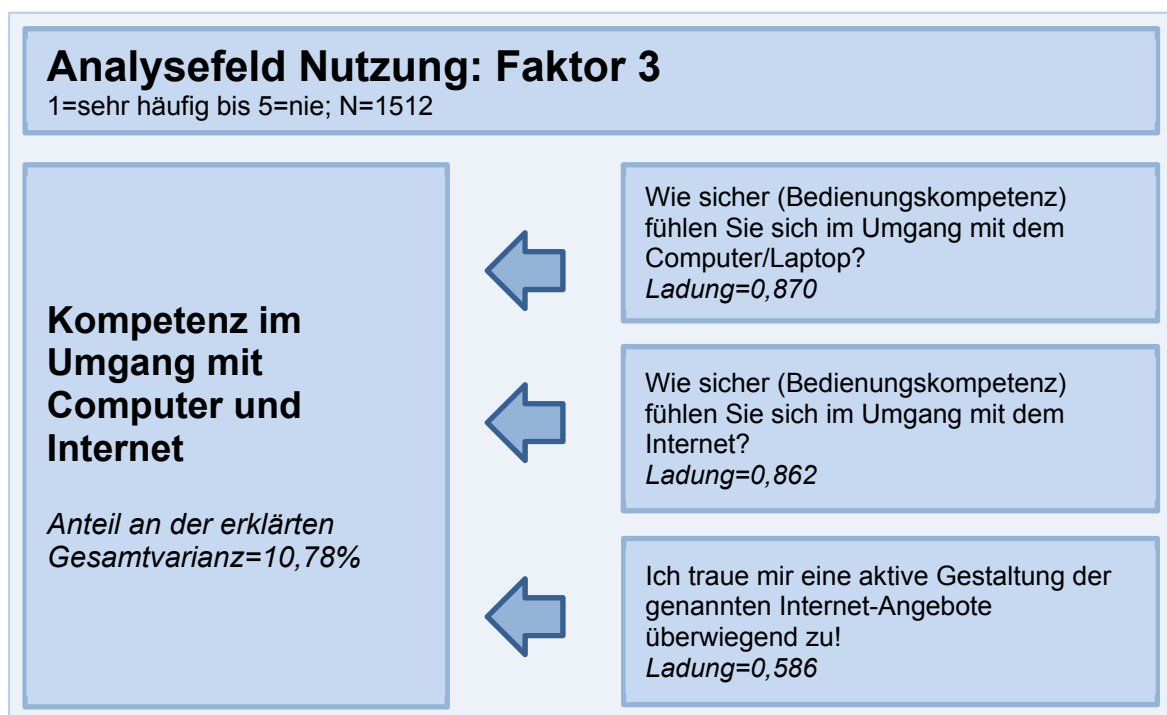 Analysefeld Nutzung: Faktor 3
1=sehr häufig bis 5=nie; N=1512
Kompetenz im
Umgang mit
Computer und
Internet
Anteil an der erklärten
Gesamtvarianz=10,78%
Wie sicher (Bedienungskompetenz)
fühlen Sie sich im Umgang mit dem
Computer/Laptop?
Ladung=0,870
Wie sicher (Bedienungskompetenz)
fühlen Sie sich im Umgang mit dem
Internet?
Ladung=0,862
Ich traue mir eine aktive Gestaltung der
genannten Internet-Angebote
überwiegend zu!
Ladung=0,586